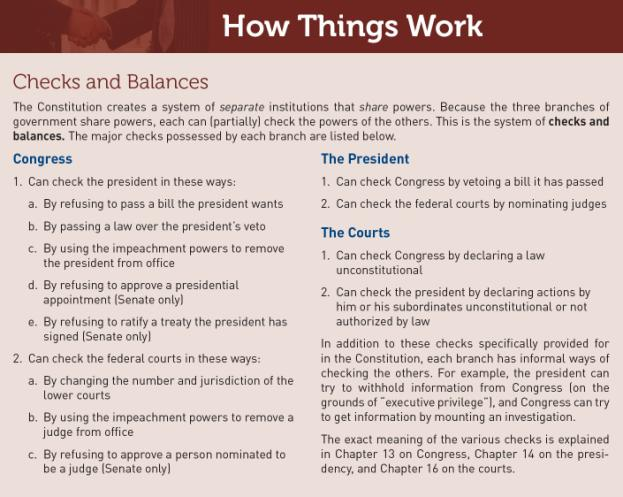 How Things Work
Checks and Balances
The Constitution creates a system of separate institutions that share powers. Because the three branches of
government share powers, each can (partially) check the powers of the others. This is the system of checks and
balances. The major checks possessed by each branch are listed below.
Congress
1. Can check the president in these ways:
a. By refusing to pass a bill the president wants
b. By passing a law over the president's veto
c. By using the impeachment powers to remove
the president from office
d. By refusing to approve a presidential
appointment (Senate only)
e. By refusing to ratify a treaty the president has
signed (Senate only)
2. Can check the federal courts in these ways:
a. By changing the number and jurisdiction of the
lower courts
b. By using the impeachment powers to remove a
judge from office
c. By refusing to approve a person nominated to
be a judge (Senate only)
The President
1. Can check Congress by vetoing a bill it has passed
2. Can check the federal courts by nominating judges
The Courts
1. Can check Congress by declaring a law
unconstitutional
2. Can check the president by declaring actions by
him or his subordinates unconstitutional or not
authorized by law
In addition to these checks specifically provided for
in the Constitution, each branch has informal ways of
checking the others. For example, the president can
try to withhold information from Congress (on the
grounds of "executive privilege"), and Congress can try
to get information by mounting an investigation.
The exact meaning of the various checks is explained
in Chapter 13 on Congress, Chapter 14 on the presi-
dency, and Chapter 16 on the courts.